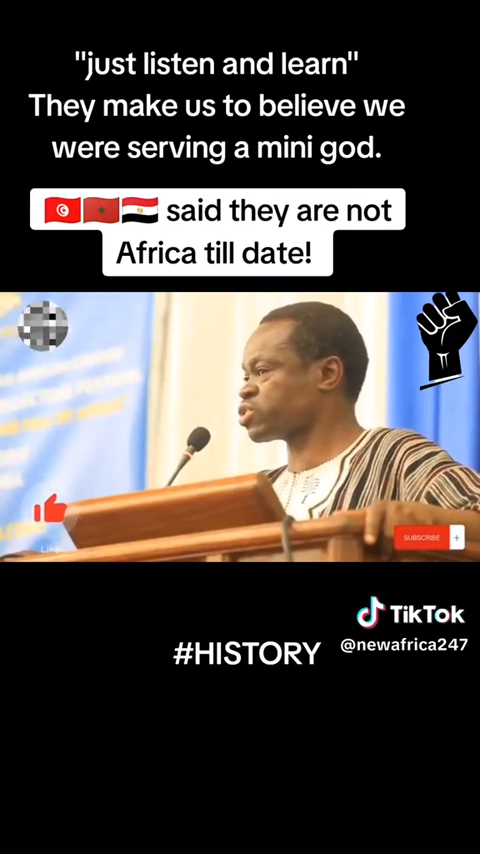 "just listen and learn"
They make us to believe we
were serving a mini god.
🇹🇳🇲🇦🇪🇬 said they are not
Africa till date!
Like
SUBSCRIBE +
TikTok
#HISTORY
@newafrica247